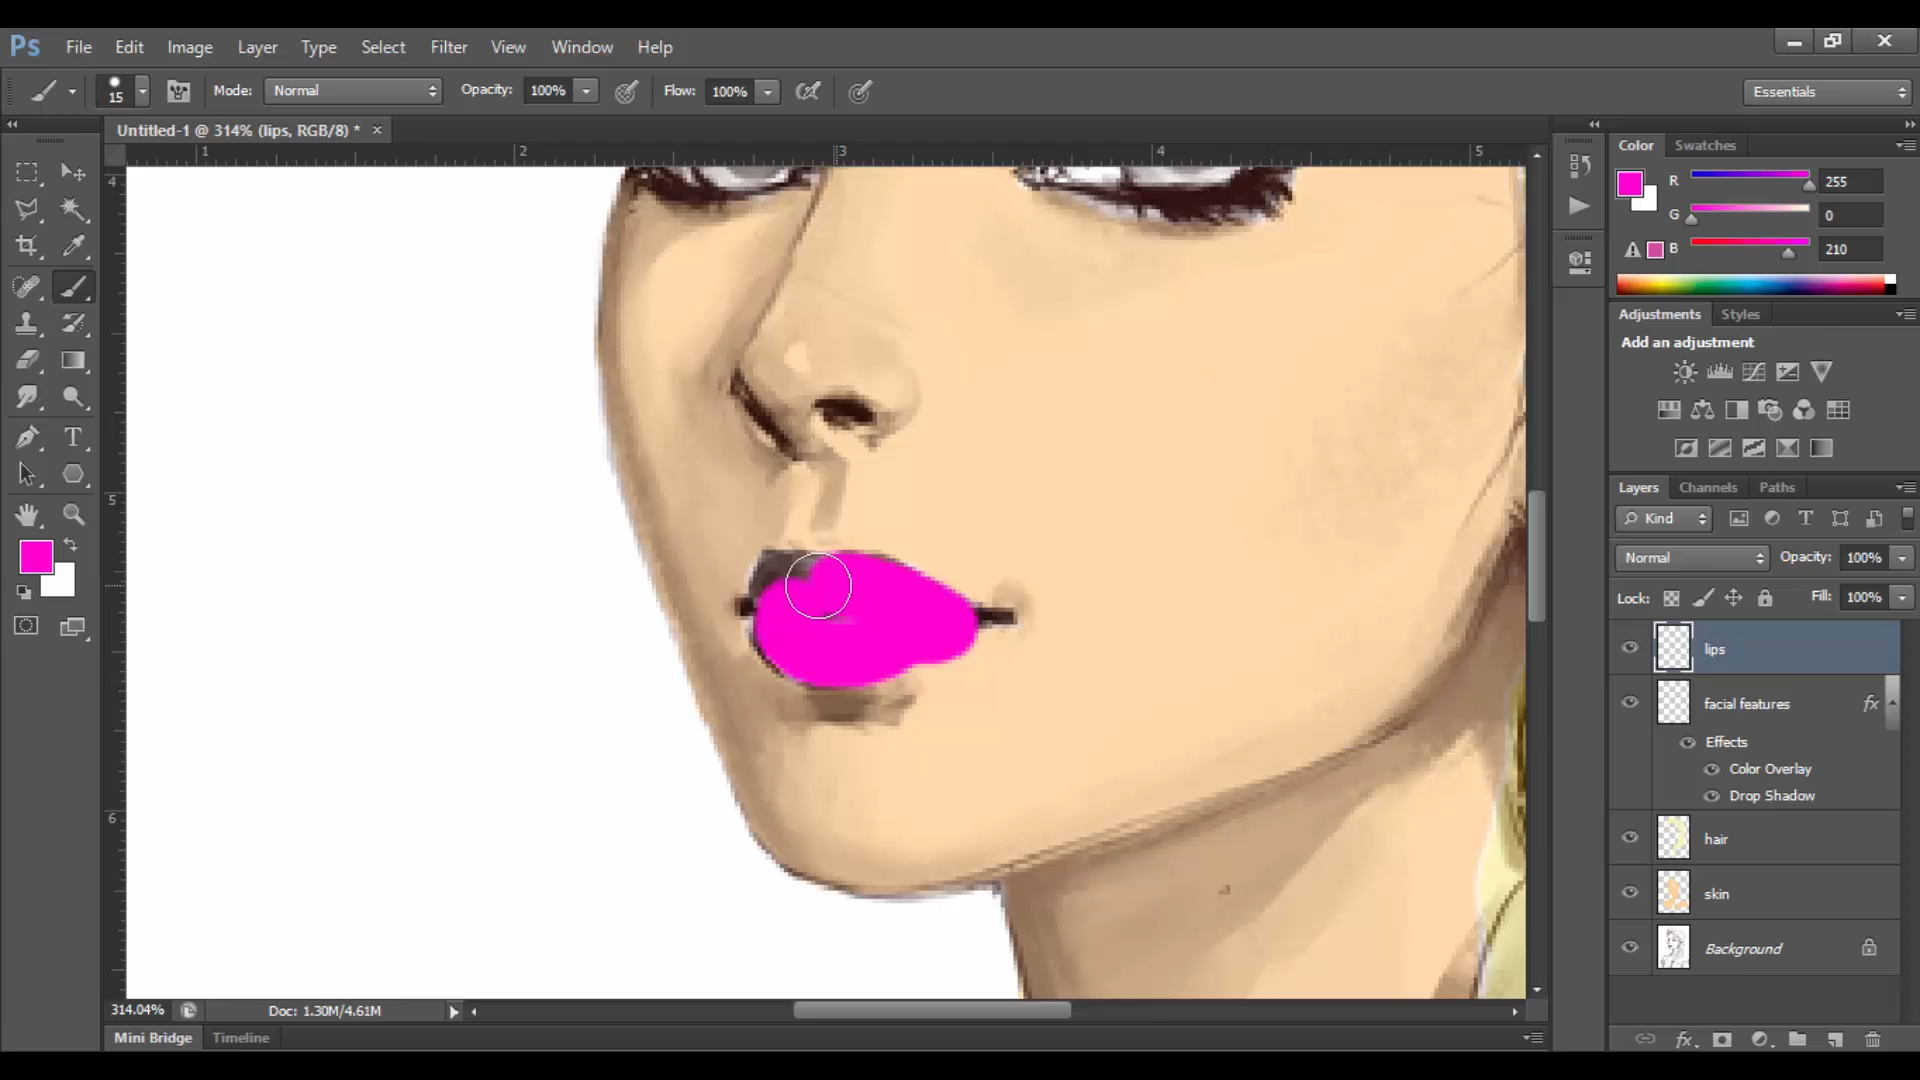 Ps File Edit Image Layer Type Select Filter View Window Help
15 Mode: Normal Opacity: 100% Flow: 100% Essentials
Untitled-1 @ 314% (lips, RGB/8) *
1 2 3 4 5
4
5
6
Color Swatches
R 255
G 0
B 210
Adjustments Styles
Add an adjustment
Layers Channels Paths
Kind
Normal Opacity: 100%
Lock: Fill: 100%
lips
facial features fx
Effects
Color Overlay
Drop Shadow
hair
skin
Background
314.04% Doc: 1.30M/4.61M
Mini Bridge Timeline